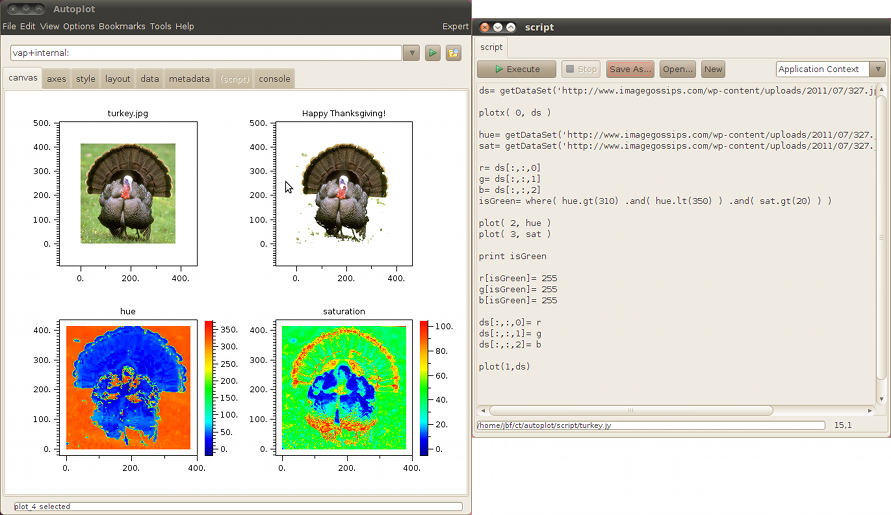 Autoplot
File Edit View Options Bookmarks Tools Help Expert
vap+internal:
canvas axes style layout data metadata (script) console
turkey.jpg
500.
400.
300.
200.
100.
0.
0. 200. 400.
Happy Thanksgiving!
500.
400.
300.
200.
100.
0.
0. 200. 400.
hue
400.
300.
200.
100.
0.
0. 200. 400.
350.
300.
250.
200.
150.
100.
50.
0.
saturation
400.
300.
200.
100.
0.
0. 200. 400.
100.
80.
60.
40.
20.
0.
plot_4 selected
script
script
Execute Stop Save As... Open... New Application Context
ds= getDataSet('http://www.imagegossips.com/wp-content/uploads/2011/07/327.jp
plotx( 0, ds )
hue= getDataSet('http://www.imagegossips.com/wp-content/uploads/2011/07/327.
sat= getDataSet('http://www.imagegossips.com/wp-content/uploads/2011/07/327.
r= ds[:,:,0]
g= ds[:,:,1]
b= ds[:,:,2]
isGreen= where( hue.gt(310) .and( hue.lt(350) ) .and( sat.gt(20) ) )
plot( 2, hue )
plot( 3, sat )
print isGreen
r[isGreen]= 255
g[isGreen]= 255
b[isGreen]= 255
ds[:,:,0]= r
ds[:,:,1]= g
ds[:,:,2]= b
plot(1,ds)
/home/jbf/ct/autoplot/script/turkey.jy 15,1